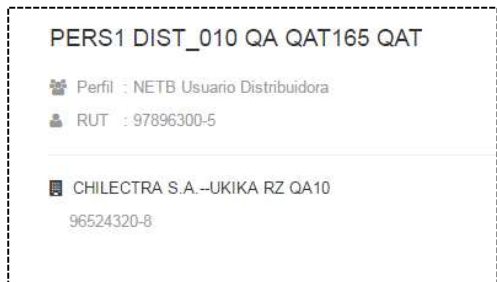 PERS1 DIST_010 QA QAT165 QAT
Perfil : NETB Usuario Distribuidora
RUT : 97896300-5
CHILECTRA S.A.--UKIKA RZ QA10
96524320-8